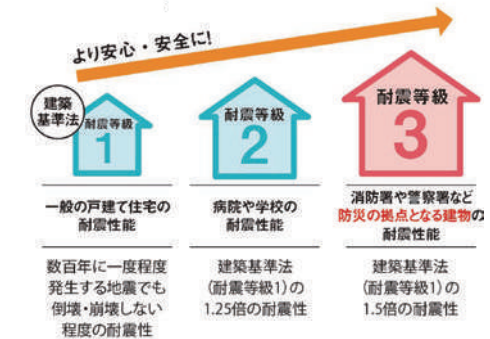 より安心・安全に!
建築
基準法
耐震等級
1
耐震等級
2
耐震等級
3
一般の戸建て住宅の
耐震性能
数百年に一度程度
発生する地震でも
倒壊・崩壊しない
程度の耐震性
病院や学校の
耐震性能
建築基準法
(耐震等級1)の
1.25倍の耐震性
消防署や警察署など
防災の拠点となる建物の
耐震性能
建築基準法
(耐震等級1)の
1.5倍の耐震性